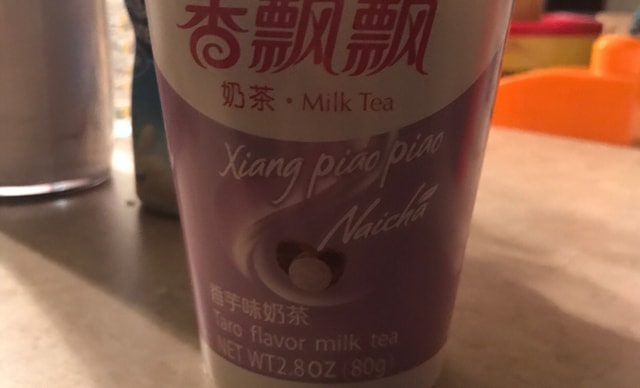 香飘飘
奶茶·Milk Tea
Xiang piao piao
Naicha
香芋味奶茶
Taro flavor milk tea
NET WT2.8OZ (80g)